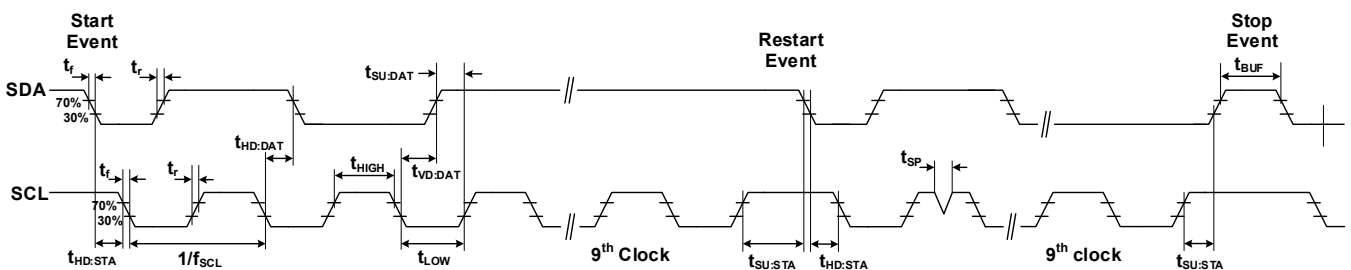 Start
Event
Restart
Event
Stop
Event
tf
tr
tSU:DAT
tBUF
SDA
70%
30%
tHD:DAT
tHIGH
tVD:DAT
tSP
tf
tr
SCL
70%
30%
tHD:STA
1/fSCL
tLOW
9th Clock
tSU:STA
tHD:STA
9th clock
tSU:STA